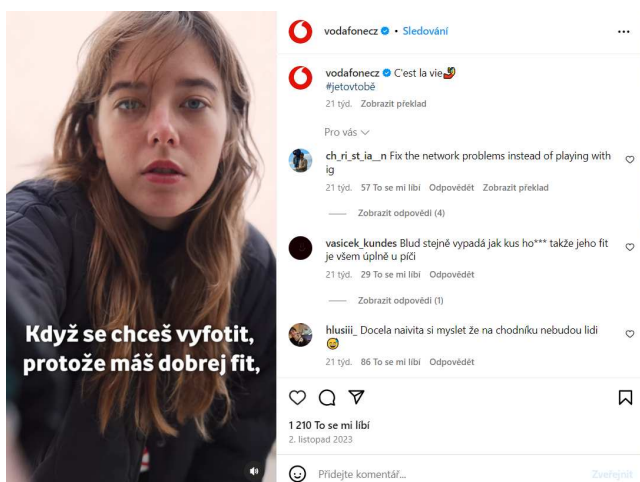 vodafonecz • Sledování
vodafonecz C'est la vie
#jetovtobě
21 týd. Zobrazit překlad
Pro vás
ch_ri_st_ia__n Fix the network problems instead of playing with
ig
21 týd. 57 To se mi líbí Odpovědět Zobrazit překlad
Zobrazit odpovědi (4)
vasicek_kundes Blud stejně vypadá jak kus ho*** takže jeho fit
je všem úplně u píči
21 týd. 29 To se mi líbí Odpovědět
Zobrazit odpovědi (1)
hlusiii_ Docela naivita si myslet že na chodníku nebudou lidi
21 týd. 86 To se mi líbí Odpovědět
Když se chceš vyfotit,
protože máš dobrej fit,
1 210 To se mi líbí
2. listopad 2023
Přidejte komentář...
Zveřejnit